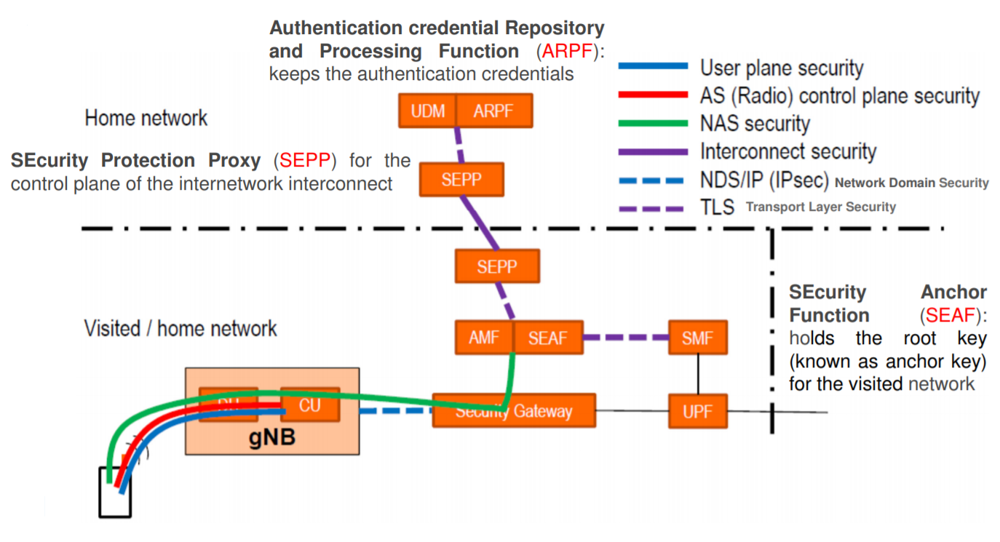 Authentication credential Repository
and Processing Function (ARPF):
keeps the authentication credentials
User plane security
AS (Radio) control plane security
NAS security
Interconnect security
NDS/IP (IPsec) Network Domain Security
TLS Transport Layer Security
UDM ARPF
Home network
SEcurity Protection Proxy (SEPP) for the
control plane of the internetwork interconnect
SEPP
SEPP
SEcurity Anchor
Function (SEAF):
holds the root key
(known as anchor key)
for the visited network
Visited / home network
AMF SEAF
SMF
CU
Security Gateway
UPF
gNB